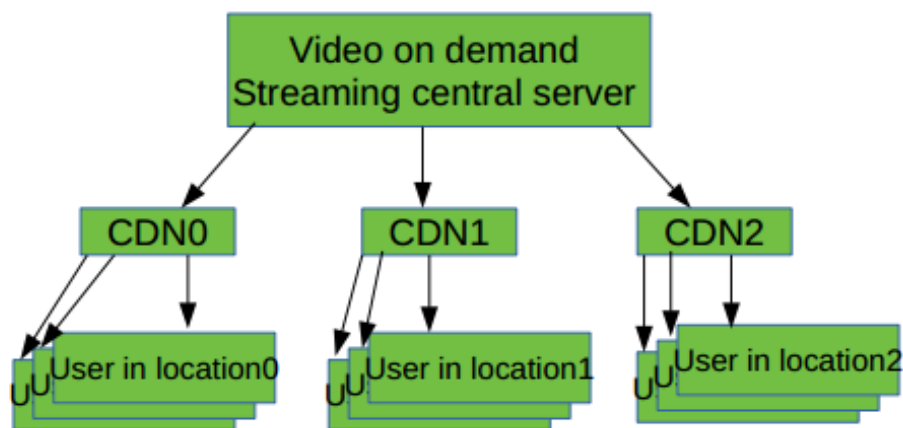 Video on demand
Streaming central server
CDN0
CDN1
CDN2
U
U
User in location0
U
U
User in location1
U
U
User in location2